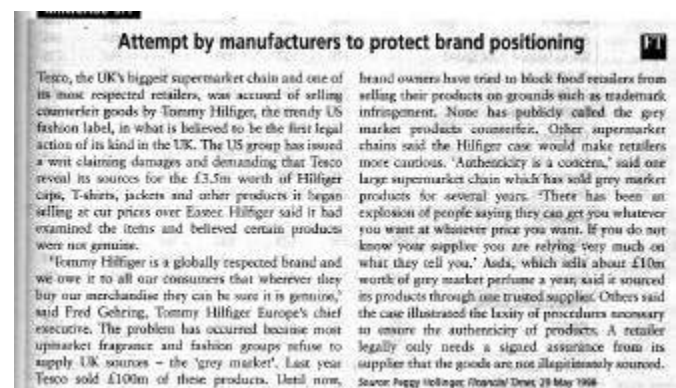 Attempt by manufacturers to protect brand positioning
FT
Tesco, the UK's biggest supermarket chain and one of
its most respected retailers, was accused of selling
counterfeit goods by Tommy Hilfiger, the trendy US
fashion label, in what is believed to be the first legal
action of its kind in the UK. The US group has issued
a writ claiming damages and demanding that Tesco
reveal its sources for the £3.5m worth of Hilfiger
caps, T-shirts, jackets and other products it began
selling at cut prices over Easter. Hilfiger said it had
examined the items and believed certain products
were not genuine.
'Tommy Hilfiger is a globally respected brand and
we owe it to all our consumers that wherever they
buy our merchandise they can be sure it is genuine,'
said Fred Gehring, Tommy Hilfiger Europe's chief
executive. The problem has occurred because most
upmarket fragrance and fashion groups refuse to
supply UK sources – the 'grey market'. Last year
Tesco sold £100m of these products. Until now,
brand owners have tried to block food retailers from
selling their products on grounds such as trademark
infringement. None has publicly called the grey
market products counterfeit. Other supermarket
chains said the Hilfiger case would make retailers
more cautious. 'Authenticity is a concern,' said one
large supermarket chain which has sold grey market
products for several years. 'There has been an
explosion of people saying they can get you whatever
you want at whatever price you want. If you do not
know your supplier you are relying very much on
what they tell you.' Asda, which sells about £10m
worth of grey market perfume a year, said it sourced
its products through one trusted supplier. Others said
the case illustrated the laxity of procedures necessary
to ensure the authenticity of products. A retailer
legally only needs a signed assurance from its
supplier that the goods are not illegitimately sourced.
Source: Peggy Hollinger, Financial Times, 19 May 1998